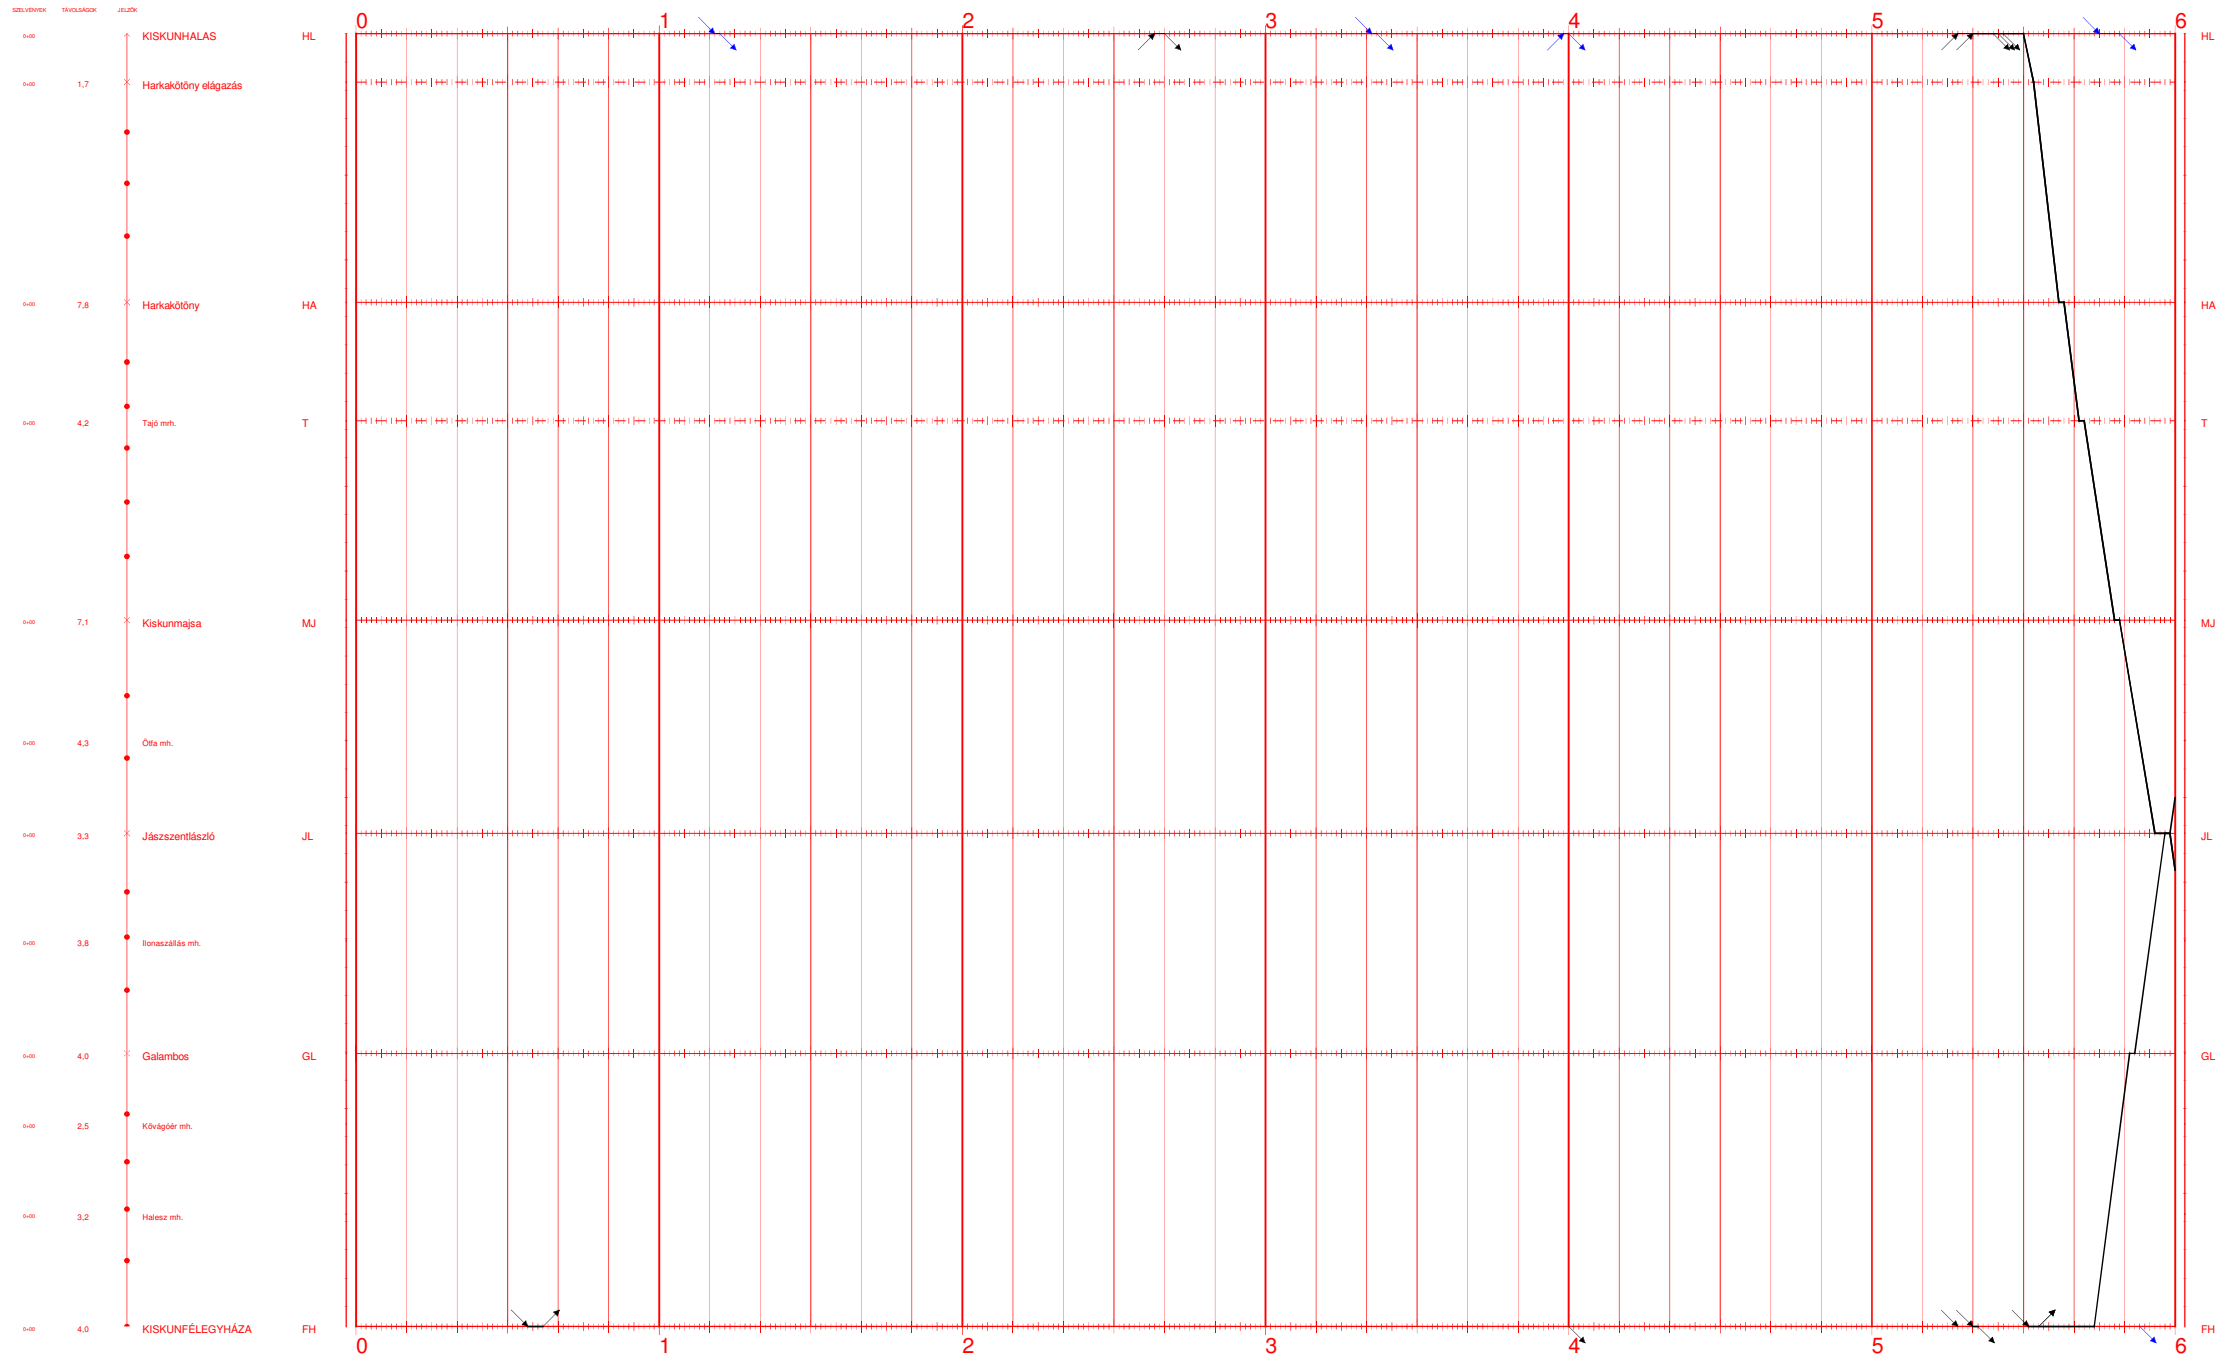 SZELVÉNYEK TÁVOLSÁGOK JELZŐK
0 1 2 3 4 5 6
0+00 KISKUNHALAS HL HL
0+00 1,7 Harkakötöny elágazás
0+00 7,8 Harkakötöny HA HA
0+00 4,2 Tajó mrh. T T
0+00 7,1 Kiskunmajsa MJ MJ
0+00 4,3 Ötfa mh.
0+00 3,3 Jászszentlászló JL JL
0+00 3,8 Ilonaszállás mh.
0+00 4,0 Galambos GL GL
0+00 2,5 Kővágóér mh.
0+00 3,2 Halesz mh.
0+00 4,0 KISKUNFÉLEGYHÁZA FH FH
0 1 2 3 4 5 6